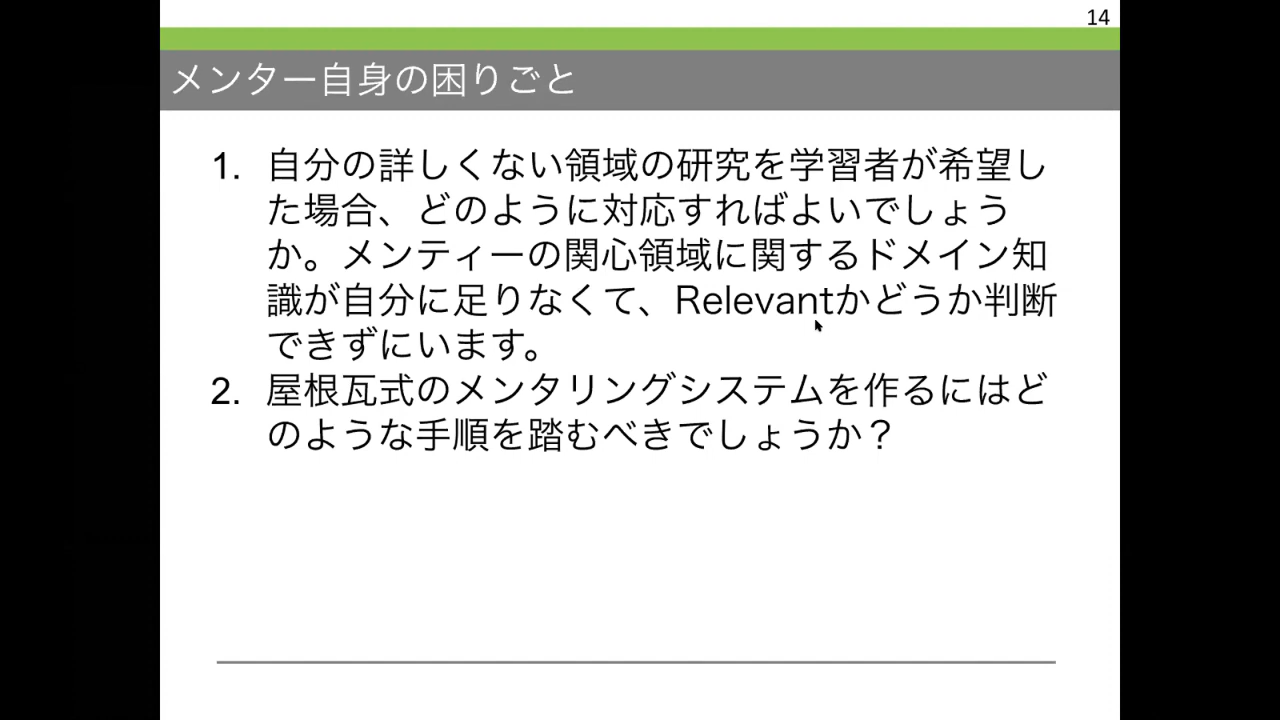 14
メンター自身の困りごと
1. 自分の詳しくない領域の研究を学習者が希望し
た場合、どのように対応すればよいでしょう
か。メンティーの関心領域に関するドメイン知
識が自分に足りなくて、Relevantかどうか判断
できずにいます。
2. 屋根瓦式のメンタリングシステムを作るにはど
のような手順を踏むべきでしょうか？